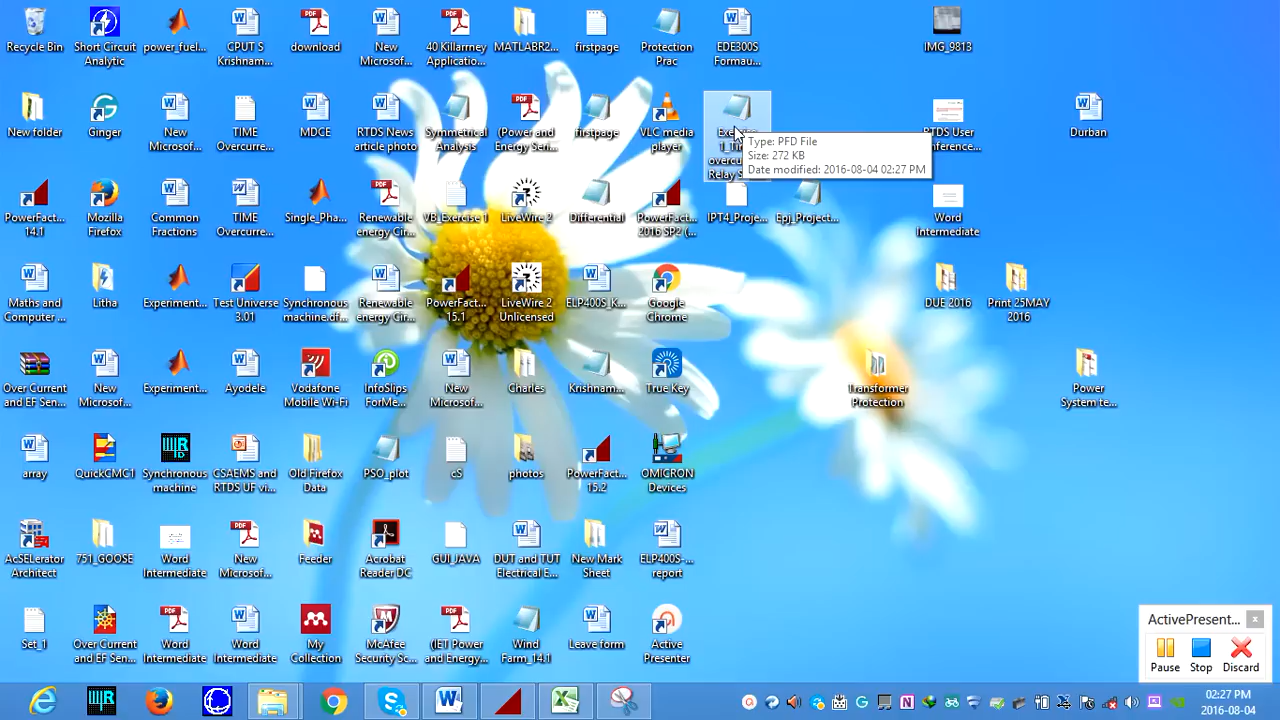 Recycle Bin
Short Circuit
Analytic
power_fuel...
CPUT S
Krishnam...
download
New
Microsof...
40 Killarrney
Applicatio...
MATLABR2...
firstpage
Protection
Prac
EDE300S
Formau...
IMG_9813
New folder
Ginger
New
Microsof...
TIME
Overcurre...
MDCE
RTDS News
article photo
Symmetrical
Analysis
(Power and
Energy Seri...
firstpage
VLC media
player
Relay
Type: PFD File
Size: 272 KB
Date modified: 2016-08-04 02:27 PM
RTDS User
Durban
PowerFact...
14.1
Mozilla
Firefox
Common
Fractions
TIME
Overcurre...
Single_Pha...
Renewable
energy Cir...
VB_Exercise 1
LiveWire 2
Differential
PowerFact...
2016 SP2 (...
IPT4_Proje...
Epj_Project...
Word
Intermediate
Maths and
Computer ...
Litha
Experiment...
Test Universe
3.01
Synchronous
machine.df...
Renewable
energy Cir...
PowerFact...
15.1
LiveWire 2
Unlicensed
ELP400S_K...
Google
Chrome
DUE 2016
Print 25MAY
2016
Over Current
and EF Sen...
New
Microsof...
Experiment...
Ayodele
Vodafone
Mobile Wi-Fi
InfoSlips
ForMe...
New
Microsof...
Charles
Krishnam...
True Key
Transformer
Protection
Power
System te...
array
QuickCMC1
Synchronous
machine
CSAEMS and
RTDS UF vi...
Old Firefox
Data
PSO_plot
cS
photos
PowerFact...
15.2
OMICRON
Devices
AcSELerator
Architect
751_GOOSE
Word
Intermediate
New
Microsof...
Feeder
Acrobat
Reader DC
GUI_JAVA
DUT and TUT
Electrical E...
New Mark
Sheet
ELP400S-...
report
Set_1
Over Current
and EF Sen...
Word
Intermediate
Word
Intermediate
My
Collection
McAfee
Security Sc...
(IET Power
and Energy...
Wind
Farm_14.1
Leave form
Active
Presenter
ActivePresent...
Pause
Stop
Discard
02:27 PM
2016-08-04